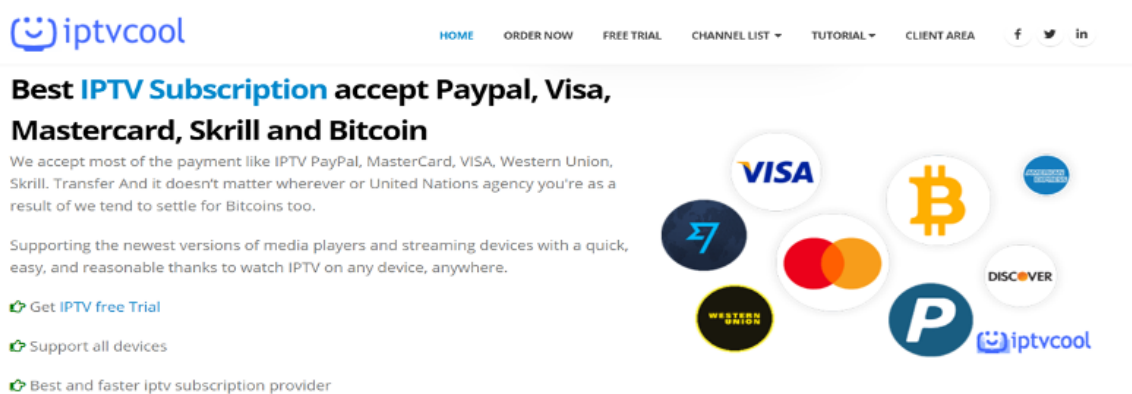 iptvcool
HOME ORDER NOW FREE TRIAL CHANNEL LIST TUTORIAL CLIENT AREA
Best IPTV Subscription accept Paypal, Visa,
Mastercard, Skrill and Bitcoin
We accept most of the payment like IPTV PayPal, MasterCard, VISA, Western Union,
Skrill. Transfer And it doesn't matter wherever or United Nations agency you're as a
result of we tend to settle for Bitcoins too.
Supporting the newest versions of media players and streaming devices with a quick,
easy, and reasonable thanks to watch IPTV on any device, anywhere.
Get IPTV free Trial
Support all devices
Best and faster iptv subscription provider
VISA
AMERICAN
EXPRESS
DISCOVER
WESTERN
UNION
P
iptvcool